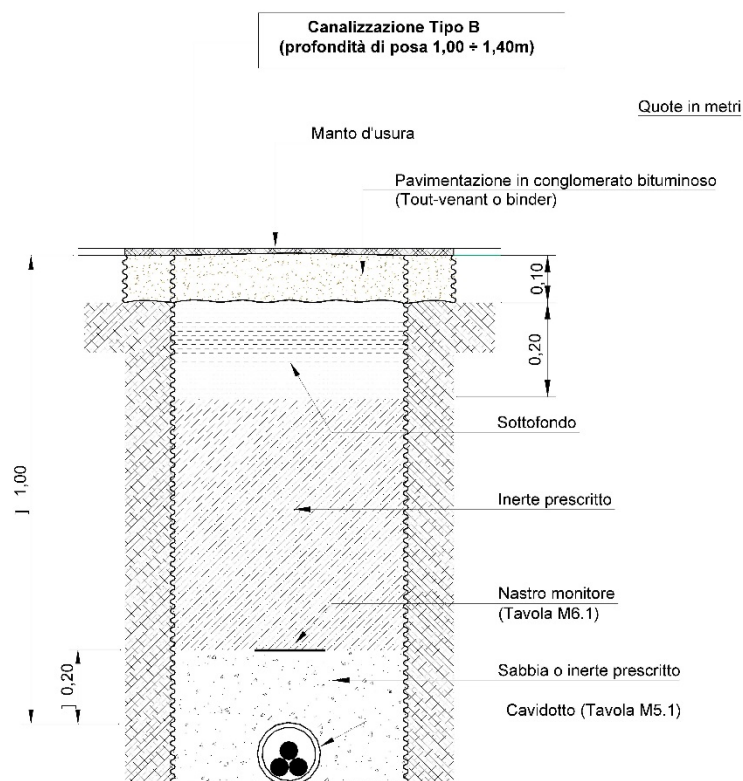 Canalizzazione Tipo B
(profondità di posa 1,00 ÷ 1,40m)
Quote in metri
Manto d'usura
Pavimentazione in conglomerato bituminoso
(Tout-venant o binder)
0,10
0,20
Sottofondo
] 1,00
Inerte prescritto
Nastro monitore
(Tavola M6.1)
] 0,20
Sabbia o inerte prescritto
Cavidotto (Tavola M5.1)